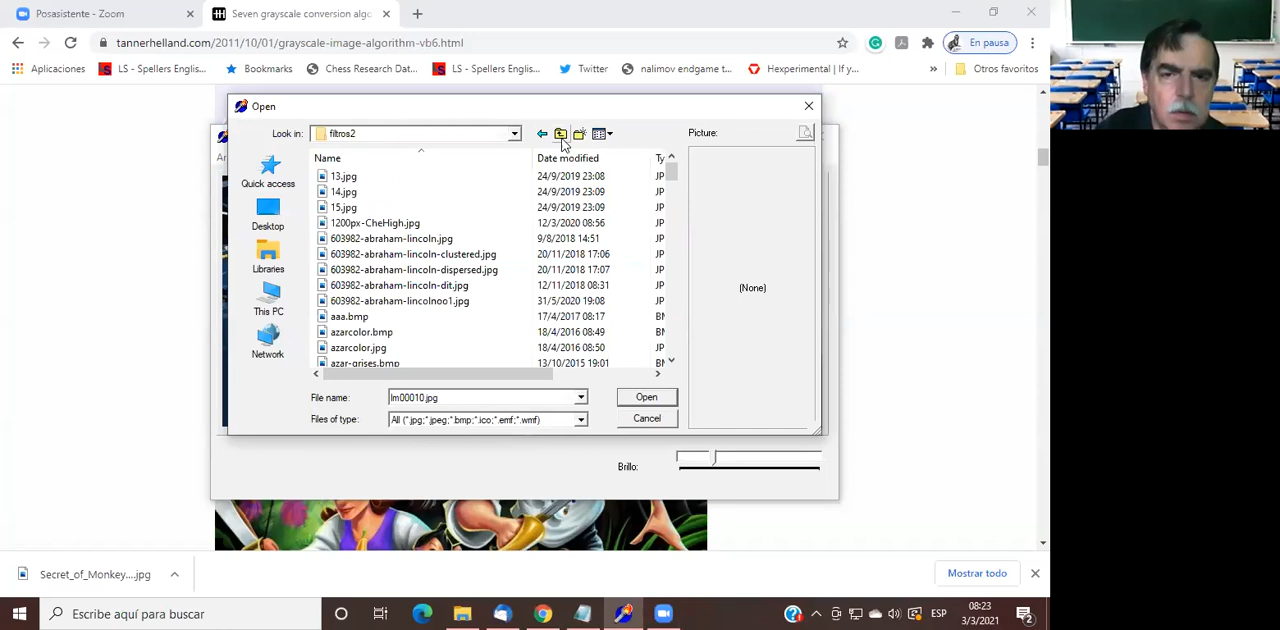 Posasistente - Zoom
Seven grayscale conversion algo
tannerhelland.com/2011/10/01/grayscale-image-algorithm-vb6.html
En pausa
Aplicaciones
LS - Spellers Englis...
Bookmarks
Chess Research Dat...
LS - Spellers Englis...
Twitter
nalimov endgame t...
Hexperimental | If y...
»
Otros favoritos
Open
Look in:
filtros2
Picture:
Name
Date modified
Ty
13.jpg
24/9/2019 23:08
JP
14.jpg
24/9/2019 23:09
JP
15.jpg
24/9/2019 23:09
JP
1200px-CheHigh.jpg
12/3/2020 08:56
JP
603982-abraham-lincoln.jpg
9/8/2018 14:51
JP
603982-abraham-lincoln-clustered.jpg
20/11/2018 17:06
JP
603982-abraham-lincoln-dispersed.jpg
20/11/2018 17:07
JP
603982-abraham-lincoln-dit.jpg
12/11/2018 08:31
JP
603982-abraham-lincolnoo1.jpg
31/5/2020 19:08
JP
aaa.bmp
17/4/2017 08:17
BM
azarcolor.bmp
18/4/2016 08:49
BM
azarcolor.jpg
18/4/2016 08:50
JP
azar-grises.bmp
13/10/2015 19:01
BM
Quick access
Desktop
Libraries
This PC
Network
(None)
File name:
lm00010.jpg
Open
Files of type:
All (*.jpg;*.jpeg;*.bmp;*.ico;*.emf;*.wmf)
Cancel
Brillo:
Secret_of_Monkey....jpg
Mostrar todo
Escribe aquí para buscar
ESP
08:23
3/3/2021
2